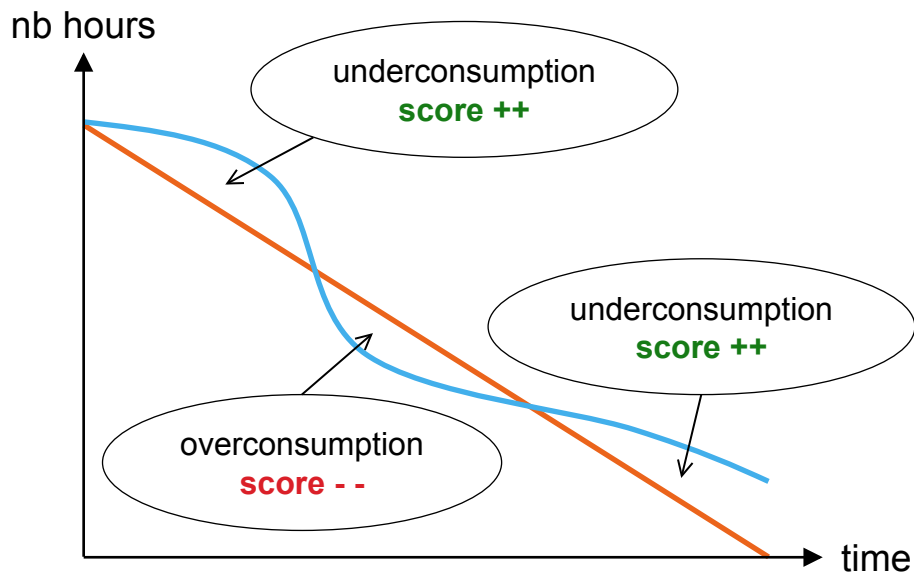 nb hours
underconsumption
score ++
underconsumption
score ++
overconsumption
score - -
time